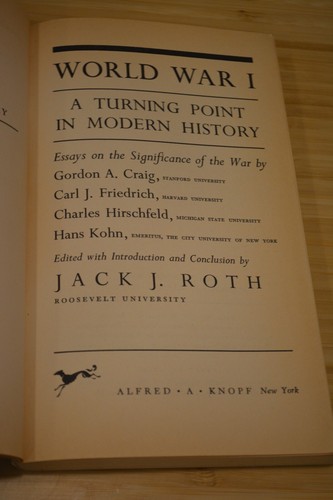 WORLD WAR I
A TURNING POINT
IN MODERN HISTORY
Essays on the Significance of the War by
Gordon A. Craig, STANFORD UNIVERSITY
Carl J. Friedrich, HARVARD UNIVERSITY
Charles Hirschfeld, MICHIGAN STATE UNIVERSITY
Hans Kohn, EMERITUS, THE CITY UNIVERSITY OF NEW YORK
Edited with Introduction and Conclusion by
JACK J. ROTH
ROOSEVELT UNIVERSITY
ALFRED · A · KNOPF New York